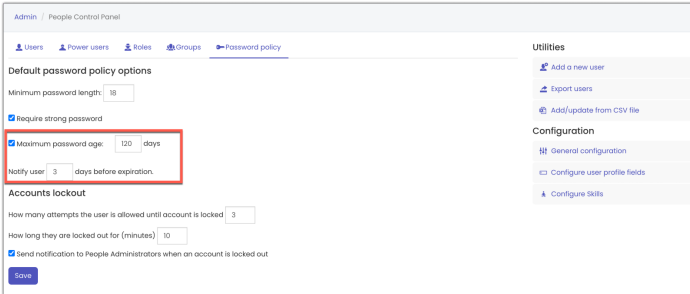 Admin / People Control Panel
Users Power users Roles Groups Password policy
Default password policy options
Minimum password length: 18
Require strong password
Maximum password age: 120 days
Notify user 3 days before expiration.
Accounts lockout
How many attempts the user is allowed until account is locked 3
How long they are locked out for (minutes) 10
Send notification to People Administrators when an account is locked out
Save
Utilities
Add a new user
Export users
Add/update from CSV file
Configuration
General configuration
Configure user profile fields
Configure Skills